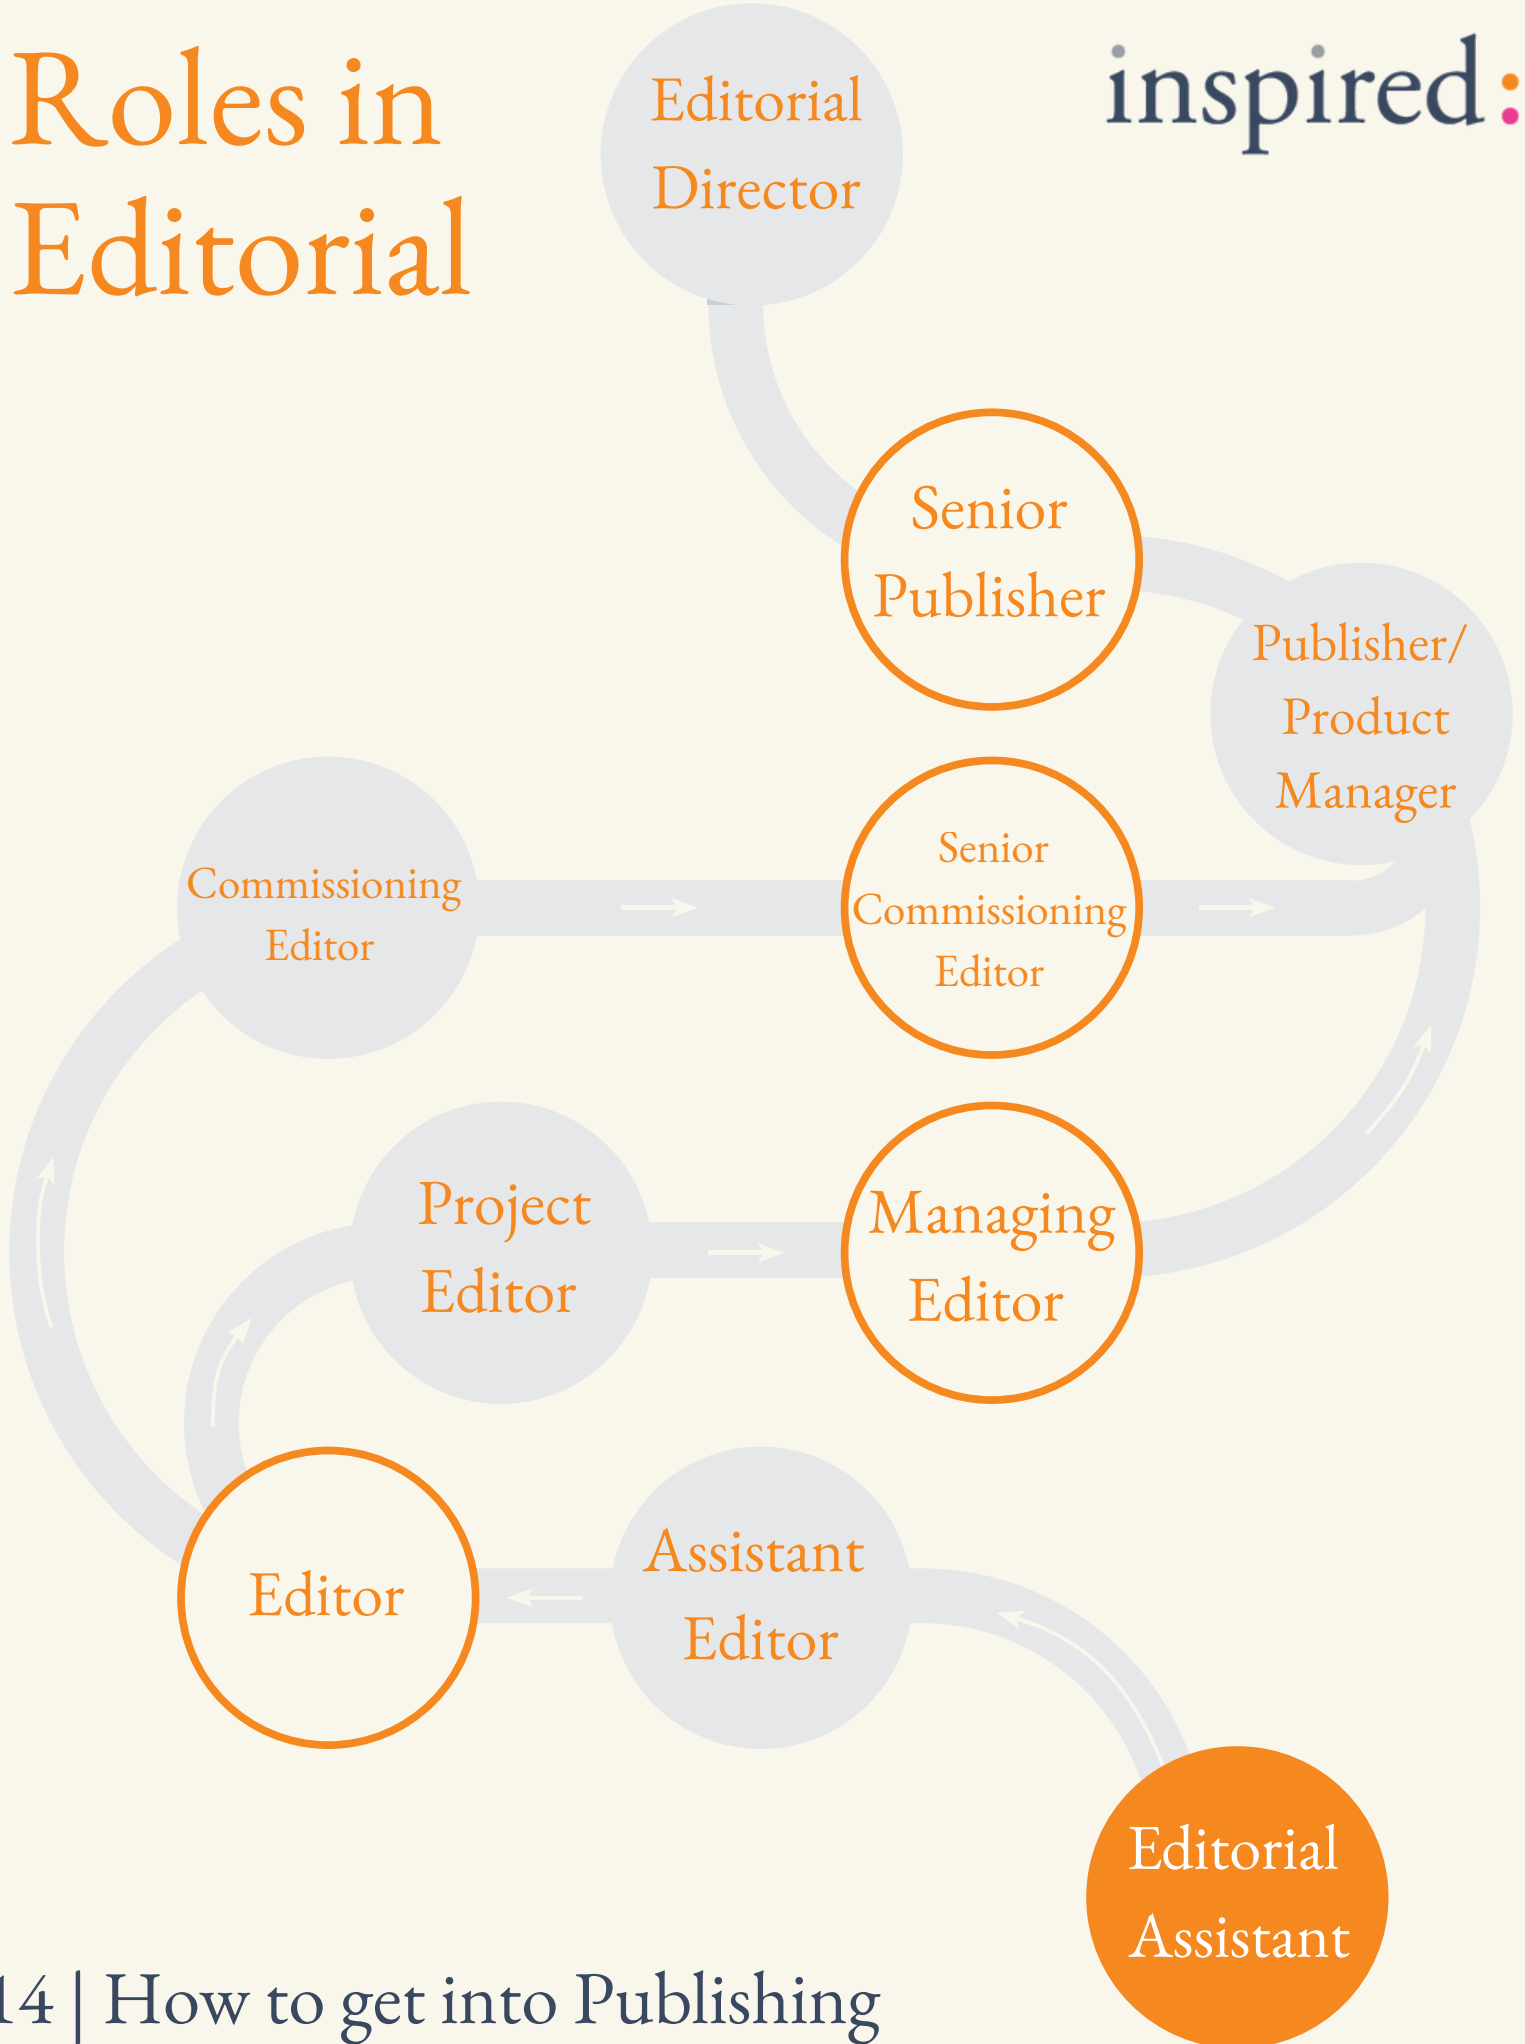 Roles in
Editorial
inspired:
Editorial
Director
Senior
Publisher
Publisher/
Product
Manager
Commissioning
Editor
Senior
Commissioning
Editor
Project
Editor
Managing
Editor
Editor
Assistant
Editor
Editorial
Assistant
14 | How to get into Publishing